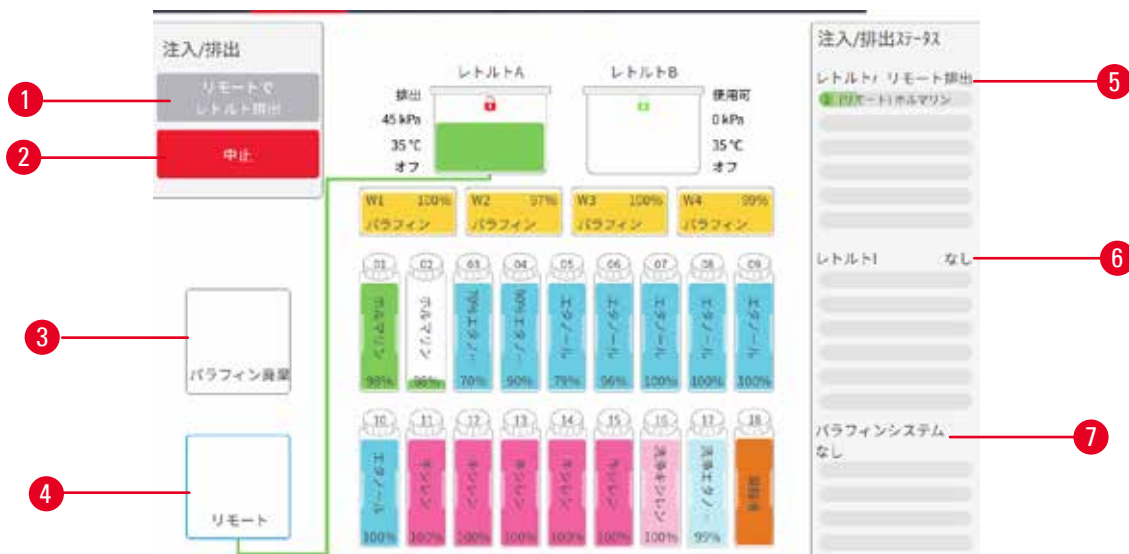 注入/排出
リモートで
レトルト排出
中止
1
2
3
4
パラフィン廃棄
リモート
レトルトA
レトルトB
排出
45 kPa
35 °C
オフ
使用可
0 kPa
35 °C
オフ
W1 100%
パラフィン
W2 97%
パラフィン
W3 100%
パラフィン
W4 99%
パラフィン
01 02 03 04 05 06 07 08 09
ホルマリン
ホルマリン
70%エタノ…
90%エタノ…
エタノール
エタノール
エタノール
エタノール
エタノール
98% 98% 70% 90% 79% 96% 100% 100% 100%
10 11 12 13 14 15 16 17 18
エタノール
キシレン
キシレン
キシレン
キシレン
キシレン
洗浄キシレン
洗浄エタノ…
100% 100% 100% 100% 100% 100% 100% 99%
注入/排出ステータス
レトルト/ リモート排出
(リモート) ホルマリン
レトルトl なし
パラフィンシステム
なし
5
6
7